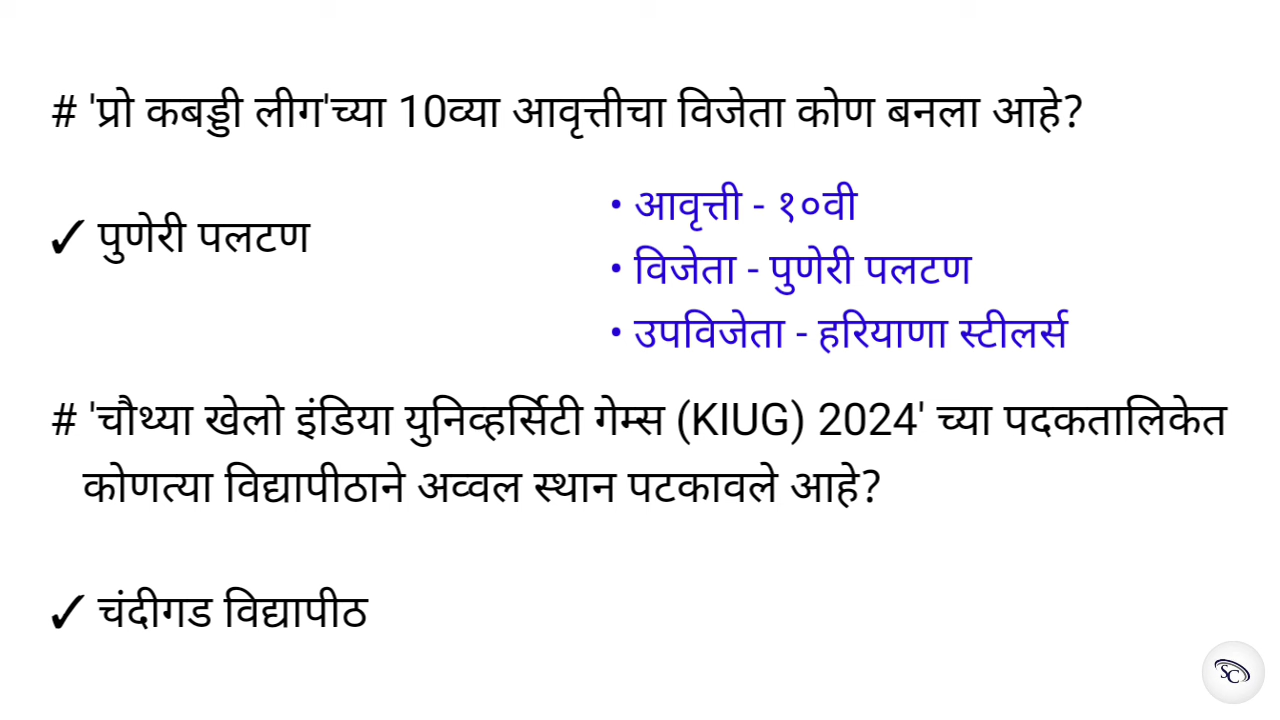 # 'प्रो कबड्डी लीग'च्या 10व्या आवृत्तीचा विजेता कोण बनला आहे?
✓ पुणेरी पलटण
• आवृत्ती - १०वी
• विजेता - पुणेरी पलटण
• उपविजेता - हरियाणा स्टीलर्स
# 'चौथ्या खेलो इंडिया युनिव्हर्सिटी गेम्स (KIUG) 2024' च्या पदकतालिकेत
कोणत्या विद्यापीठाने अव्वल स्थान पटकावले आहे?
✓ चंदीगड विद्यापीठ
SC